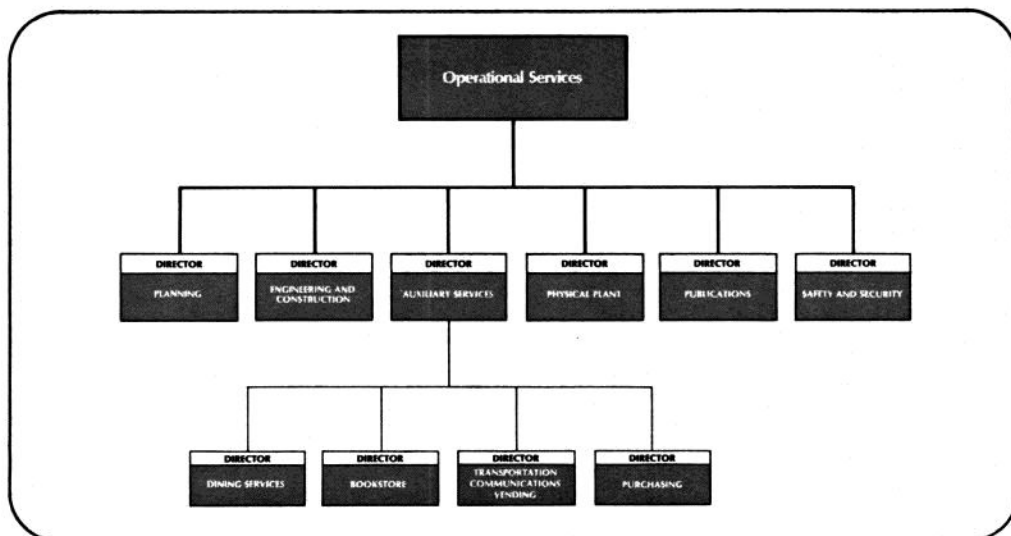 Operational Services
DIRECTOR
PLANNING
DIRECTOR
ENGINEERING AND
CONSTRUCTION
DIRECTOR
AUXILIARY SERVICES
DIRECTOR
PHYSICAL PLANT
DIRECTOR
PUBLICATIONS
DIRECTOR
SAFETY AND SECURITY
DIRECTOR
DINING SERVICES
DIRECTOR
BOOKSTORE
DIRECTOR
TRANSPORTATION
COMMUNICATIONS
VENDING
DIRECTOR
PURCHASING